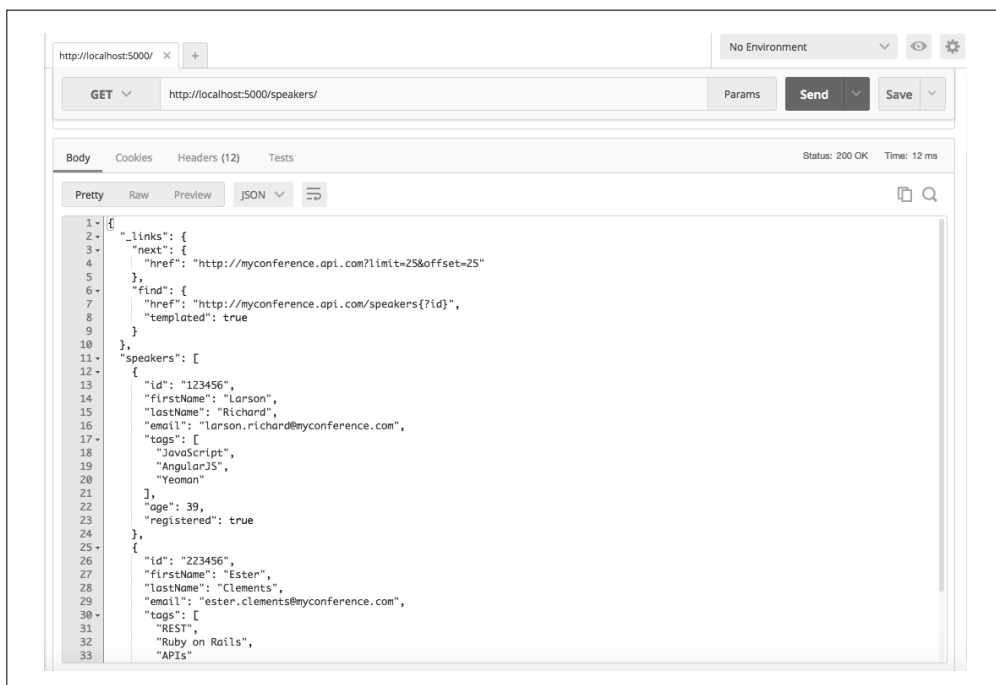 http://localhost:5000/ × +
No Environment
GET http://localhost:5000/speakers/ Params Send Save
Body Cookies Headers (12) Tests Status: 200 OK Time: 12 ms
Pretty Raw Preview JSON
1 {
2 "_links": {
3 "next": {
4 "href": "http://myconference.api.com?limit=25&offset=25"
5 },
6 "find": {
7 "href": "http://myconference.api.com/speakers{?id}",
8 "templated": true
9 }
10 },
11 "speakers": [
12 {
13 "id": "123456",
14 "firstName": "Larson",
15 "lastName": "Richard",
16 "email": "larson.richard@myconference.com",
17 "tags": [
18 "JavaScript",
19 "AngularJS",
20 "Yeoman"
21 ],
22 "age": 39,
23 "registered": true
24 },
25 {
26 "id": "223456",
27 "firstName": "Ester",
28 "lastName": "Clements",
29 "email": "ester.clements@myconference.com",
30 "tags": [
31 "REST",
32 "Ruby on Rails",
33 "APIs"